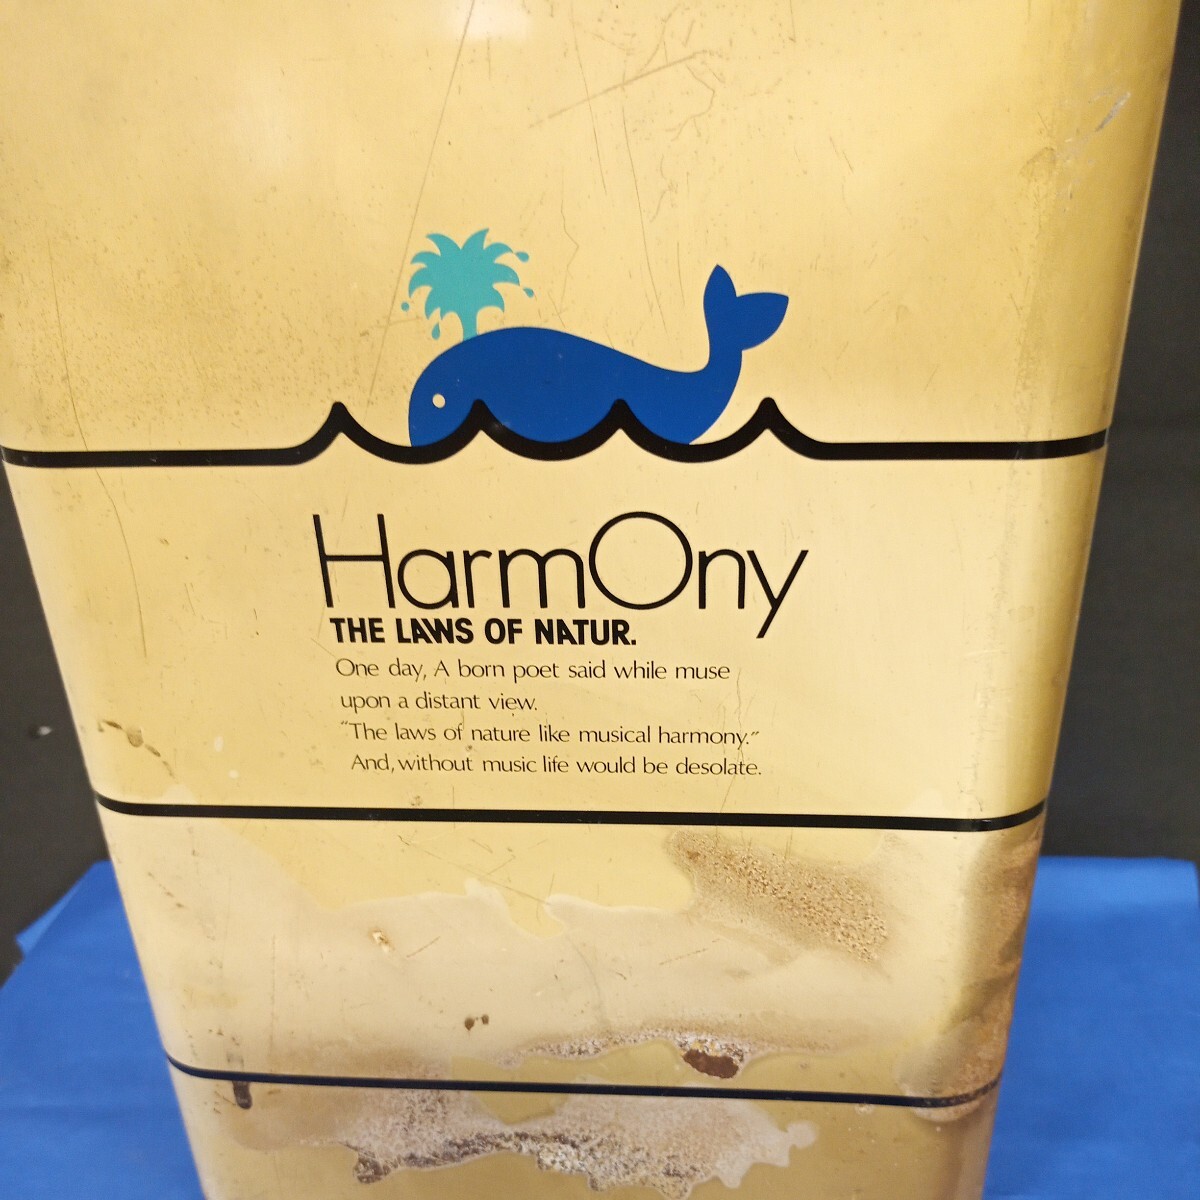 HarmOny
THE LAWS OF NATUR.
One day, A born poet said while muse
upon a distant view.
"The laws of nature like musical harmony."
And, without music life would be desolate.